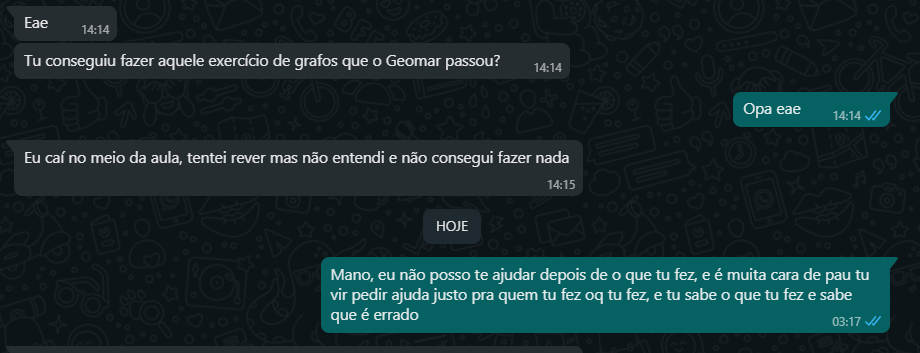 Eae
14:14
Tu conseguiu fazer aquele exercício de grafos que o Geomar passou?
14:14
Opa eae
14:14
Eu caí no meio da aula, tentei rever mas não entendi e não consegui fazer nada
14:15
HOJE
Mano, eu não posso te ajudar depois de o que tu fez, e é muita cara de pau tu
vir pedir ajuda justo pra quem tu fez oq tu fez, e tu sabe o que tu fez e sabe
que é errado
03:17